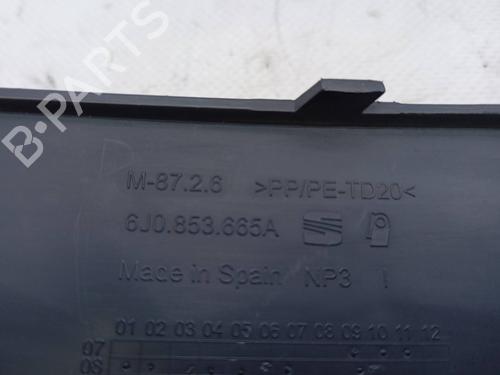 B-PARTS
M-87.2.6 >PP/PE-TD20<
6J0.853.665A
Made in Spain NP3 I
01 02 03 04 05 06 07 08 09 10 11 12
07
08